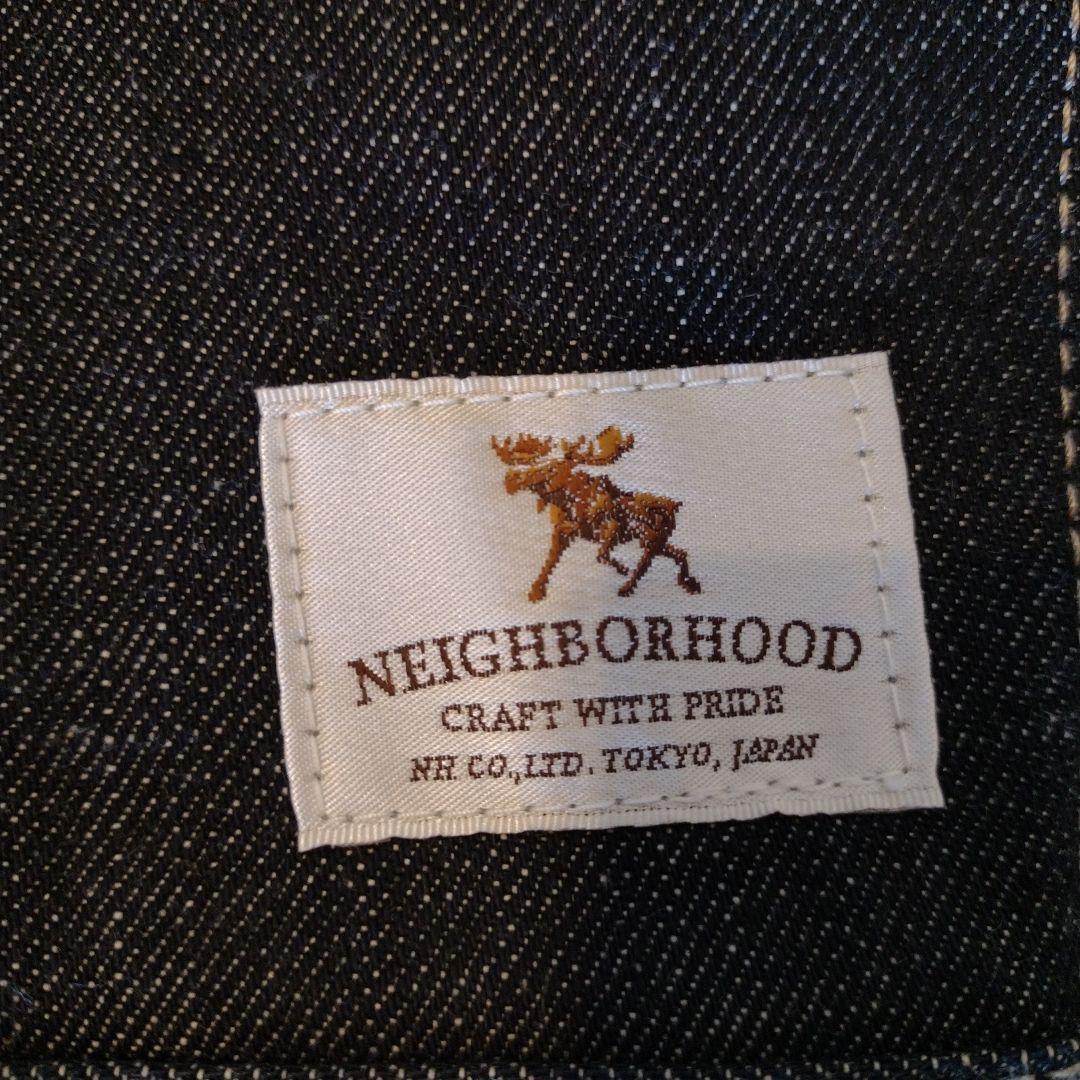 NEIGHBORHOOD
CRAFT WITH PRIDE
NH CO.,LTD. TOKYO, JAPAN